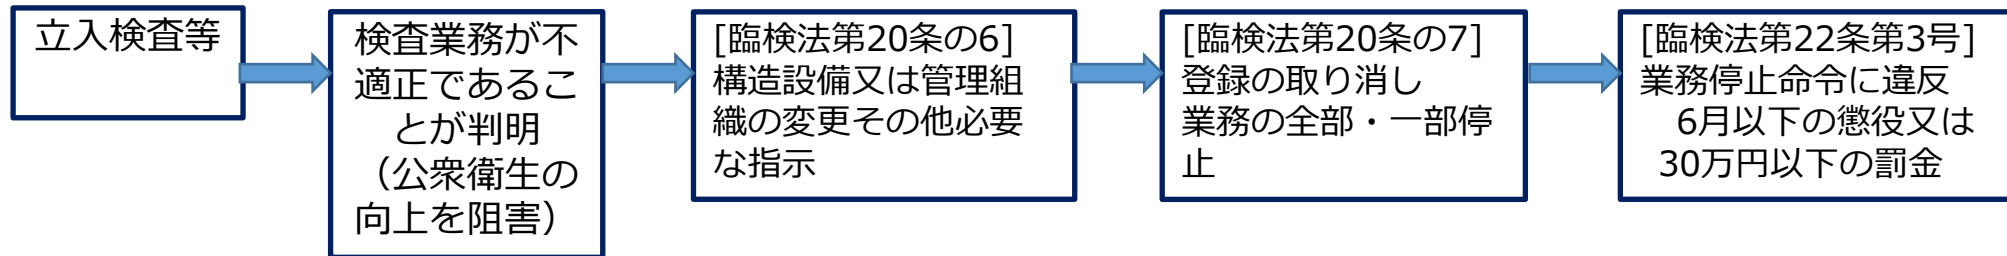 立入検査等
検査業務が不
適正であるこ
とが判明
（公衆衛生の
向上を阻害）
[臨検法第20条の6]
構造設備又は管理組
織の変更その他必要
な指示
[臨検法第20条の7]
登録の取り消し
業務の全部・一部停
止
[臨検法第22条第3号]
業務停止命令に違反
6月以下の懲役又は
30万円以下の罰金